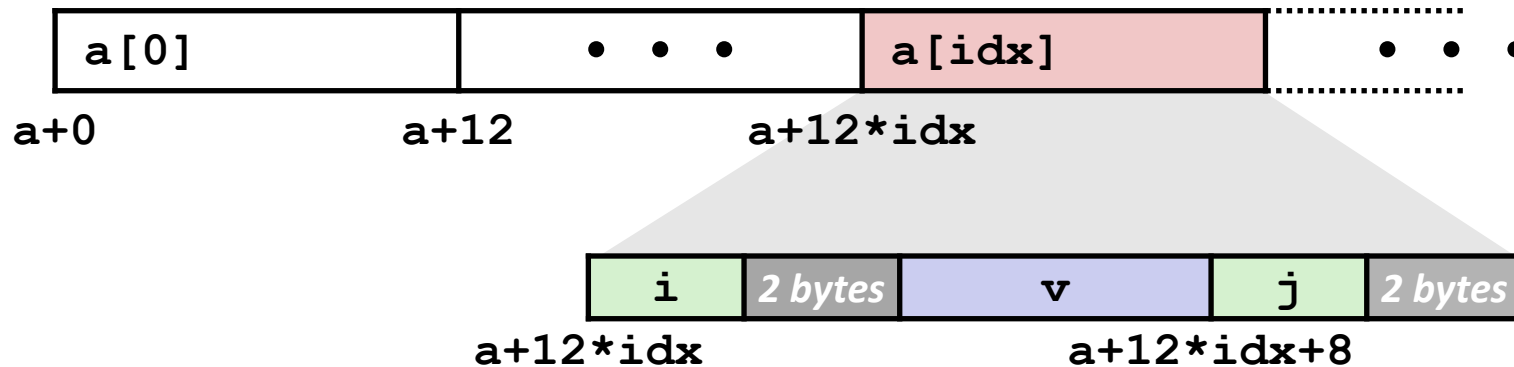 a[0] • • • a[idx] • • •
a+0 a+12 a+12*idx
i 2 bytes v j 2 bytes
a+12*idx a+12*idx+8